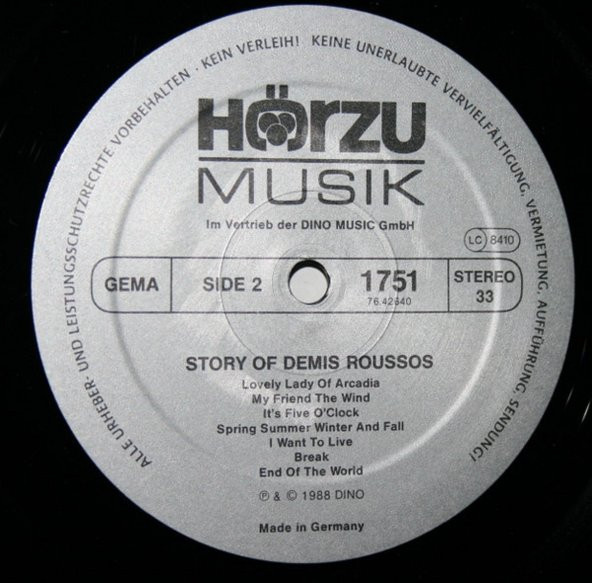 ALLE URHEBER- UND LEISTUNGSSCHUTZRECHTE VORBEHALTEN · KEIN VERLEIH! KEINE UNERLAUBTE VERVIELFÄLTIGUNG, VERMIETUNG, AUFFÜHRUNG, SENDUNG!
HÖRZU
MUSIK
Im Vertrieb der DINO MUSIC GmbH
LC 8410
GEMA SIDE 2 1751 STEREO
76.42640 33
STORY OF DEMIS ROUSSOS
Lovely Lady Of Arcadia
My Friend The Wind
It's Five O'Clock
Spring Summer Winter And Fall
I Want To Live
Break
End Of The World
℗ & © 1988 DINO
Made in Germany